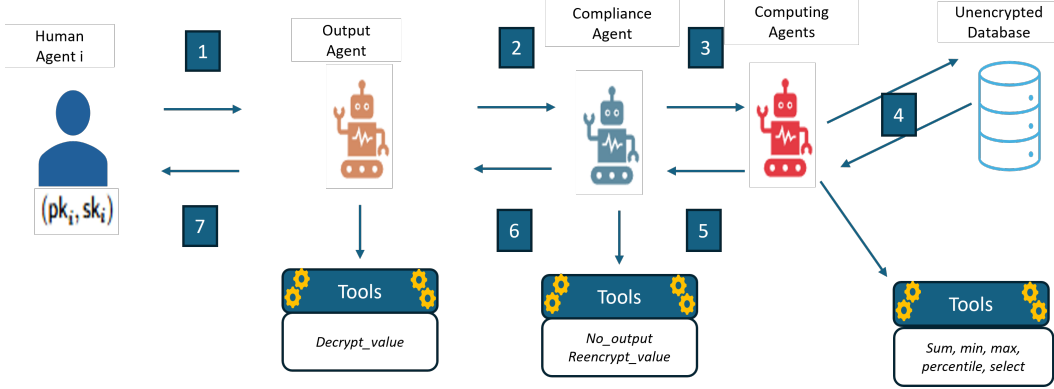 Human
Agent i
1
Output
Agent
2
Compliance
Agent
3
Computing
Agents
Unencrypted
Database
4
(pkᵢ, skᵢ)
7
6
5
Tools
Decrypt_value
Tools
No_output
Reencrypt_value
Tools
Sum, min, max,
percentile, select